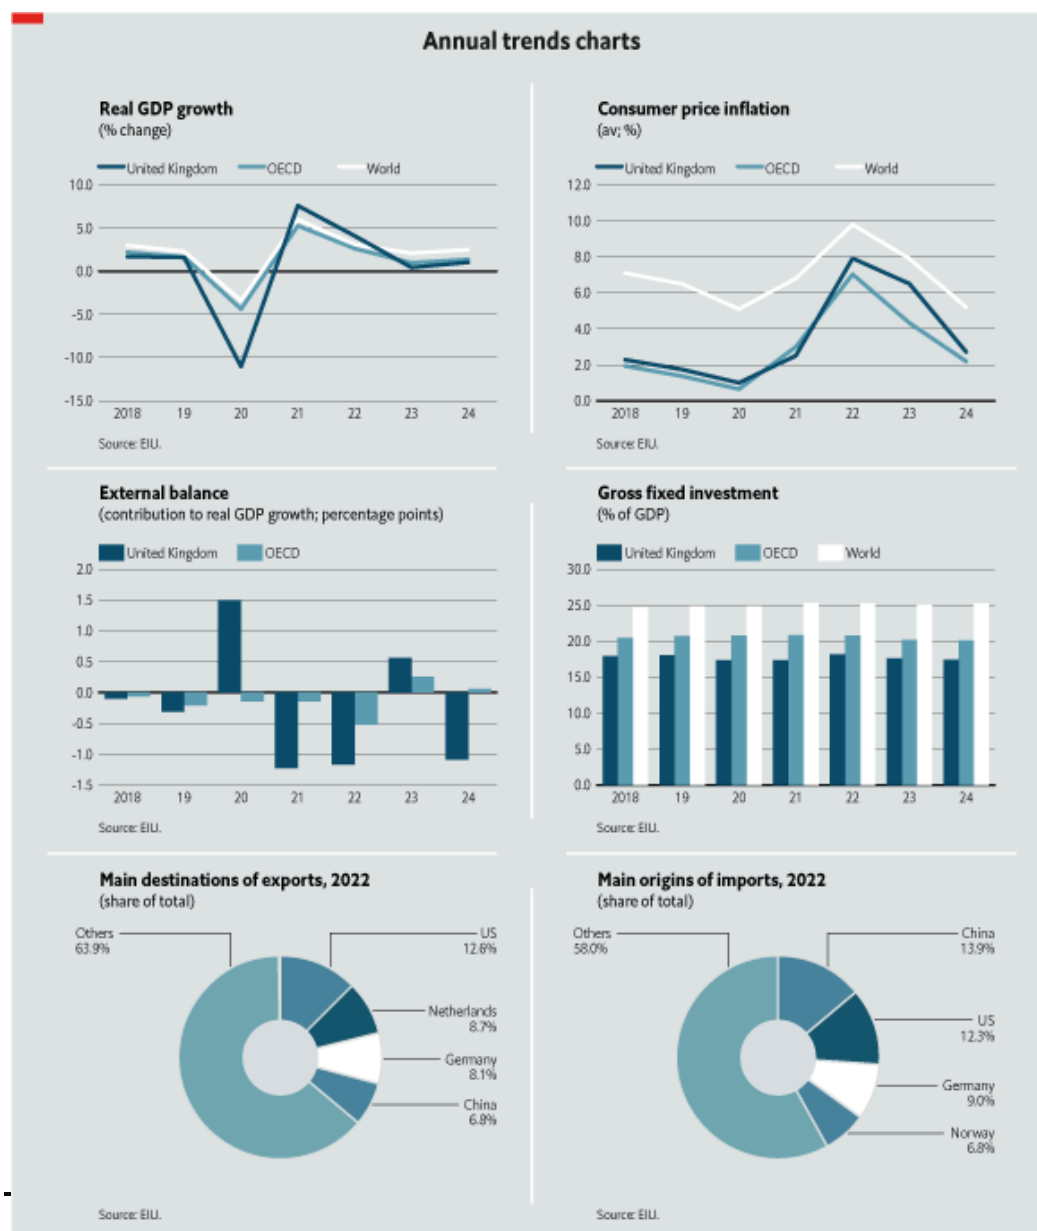 Annual trends charts
Real GDP growth
(% change)
United Kingdom OECD World
10.0
5.0
0.0
-5.0
-10.0
-15.0
2018 19 20 21 22 23 24
Source: EIU.
Consumer price inflation
(av; %)
United Kingdom OECD World
12.0
10.0
8.0
6.0
4.0
2.0
0.0
2018 19 20 21 22 23 24
Source: EIU.
External balance
(contribution to real GDP growth; percentage points)
United Kingdom OECD
2.0
1.5
1.0
0.5
0.0
-0.5
-1.0
-1.5
2018 19 20 21 22 23 24
Source: EIU.
Gross fixed investment
(% of GDP)
United Kingdom OECD World
30.0
25.0
20.0
15.0
10.0
5.0
0.0
2018 19 20 21 22 23 24
Source: EIU.
Main destinations of exports, 2022
(share of total)
Others
63.9%
US
12.6%
Netherlands
8.7%
Germany
8.1%
China
6.8%
Source: EIU.
Main origins of imports, 2022
(share of total)
Others
58.0%
China
13.9%
US
12.3%
Germany
9.0%
Norway
6.8%
Source: EIU.